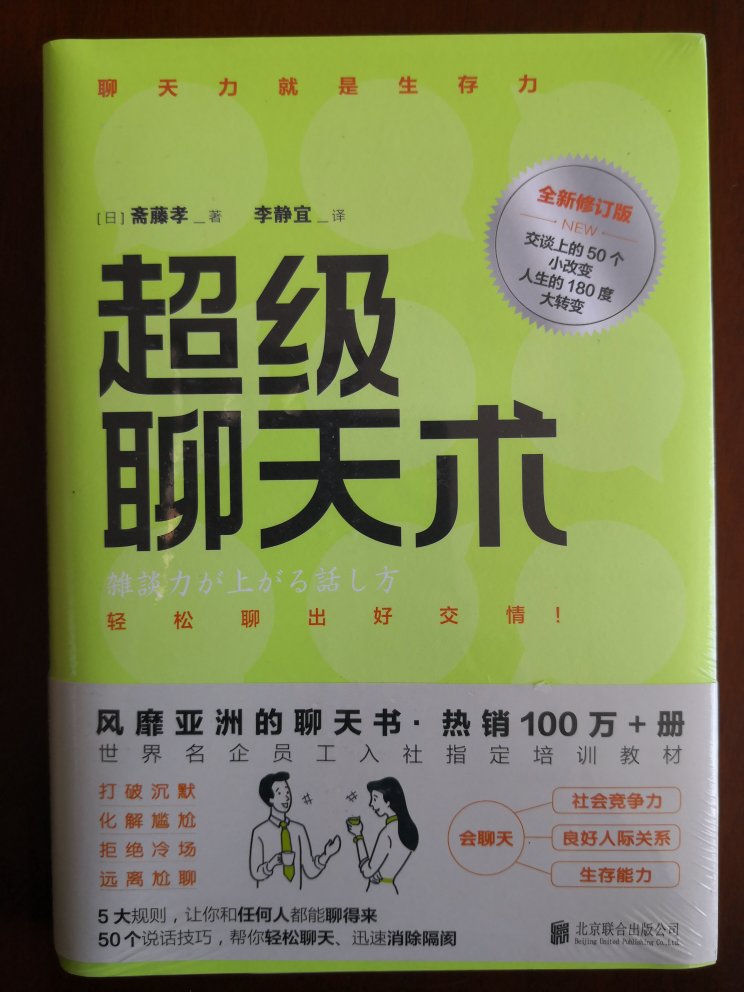 聊天力就是生存力
[日]斋藤孝_著 李静宜_译
全新修订版
NEW
交谈上的50个
小改变
人生的180度
大转变
超级
聊天术
雑談力が上がる話し方
轻松聊出好交情!
风靡亚洲的聊天书·热销100万+册
世界名企员工入社指定培训教材
打破沉默
化解尴尬
拒绝冷场
远离尬聊
会聊天
社会竞争力
良好人际关系
生存能力
5大规则，让你和任何人都能聊得来
50个说话技巧，帮你轻松聊天、迅速消除隔阂
北京联合出版公司
Beijing United Publishing Co.,Ltd.